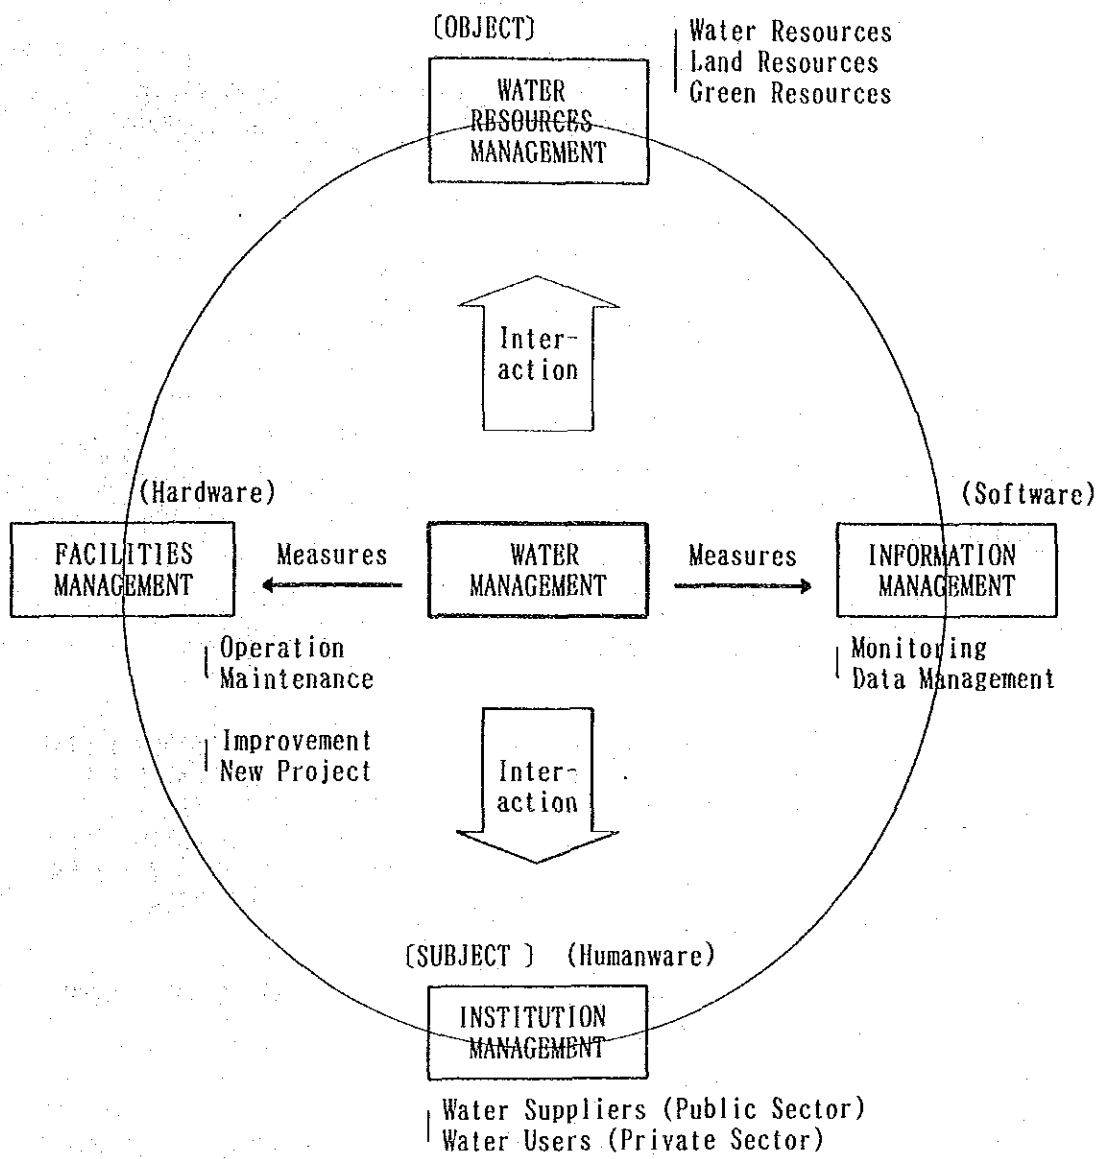 〔OBJECT〕
Water Resources
Land Resources
Green Resources
WATER
RESOURCES
MANAGEMENT
Inter-
action
(Hardware)
(Software)
FACILITIES
MANAGEMENT
Measures
WATER
MANAGEMENT
Measures
INFORMATION
MANAGEMENT
Operation
Maintenance
Monitoring
Data Management
Improvement
New Project
Inter-
action
〔SUBJECT 〕 (Humanware)
INSTITUTION
MANAGEMENT
Water Suppliers (Public Sector)
Water Users (Private Sector)